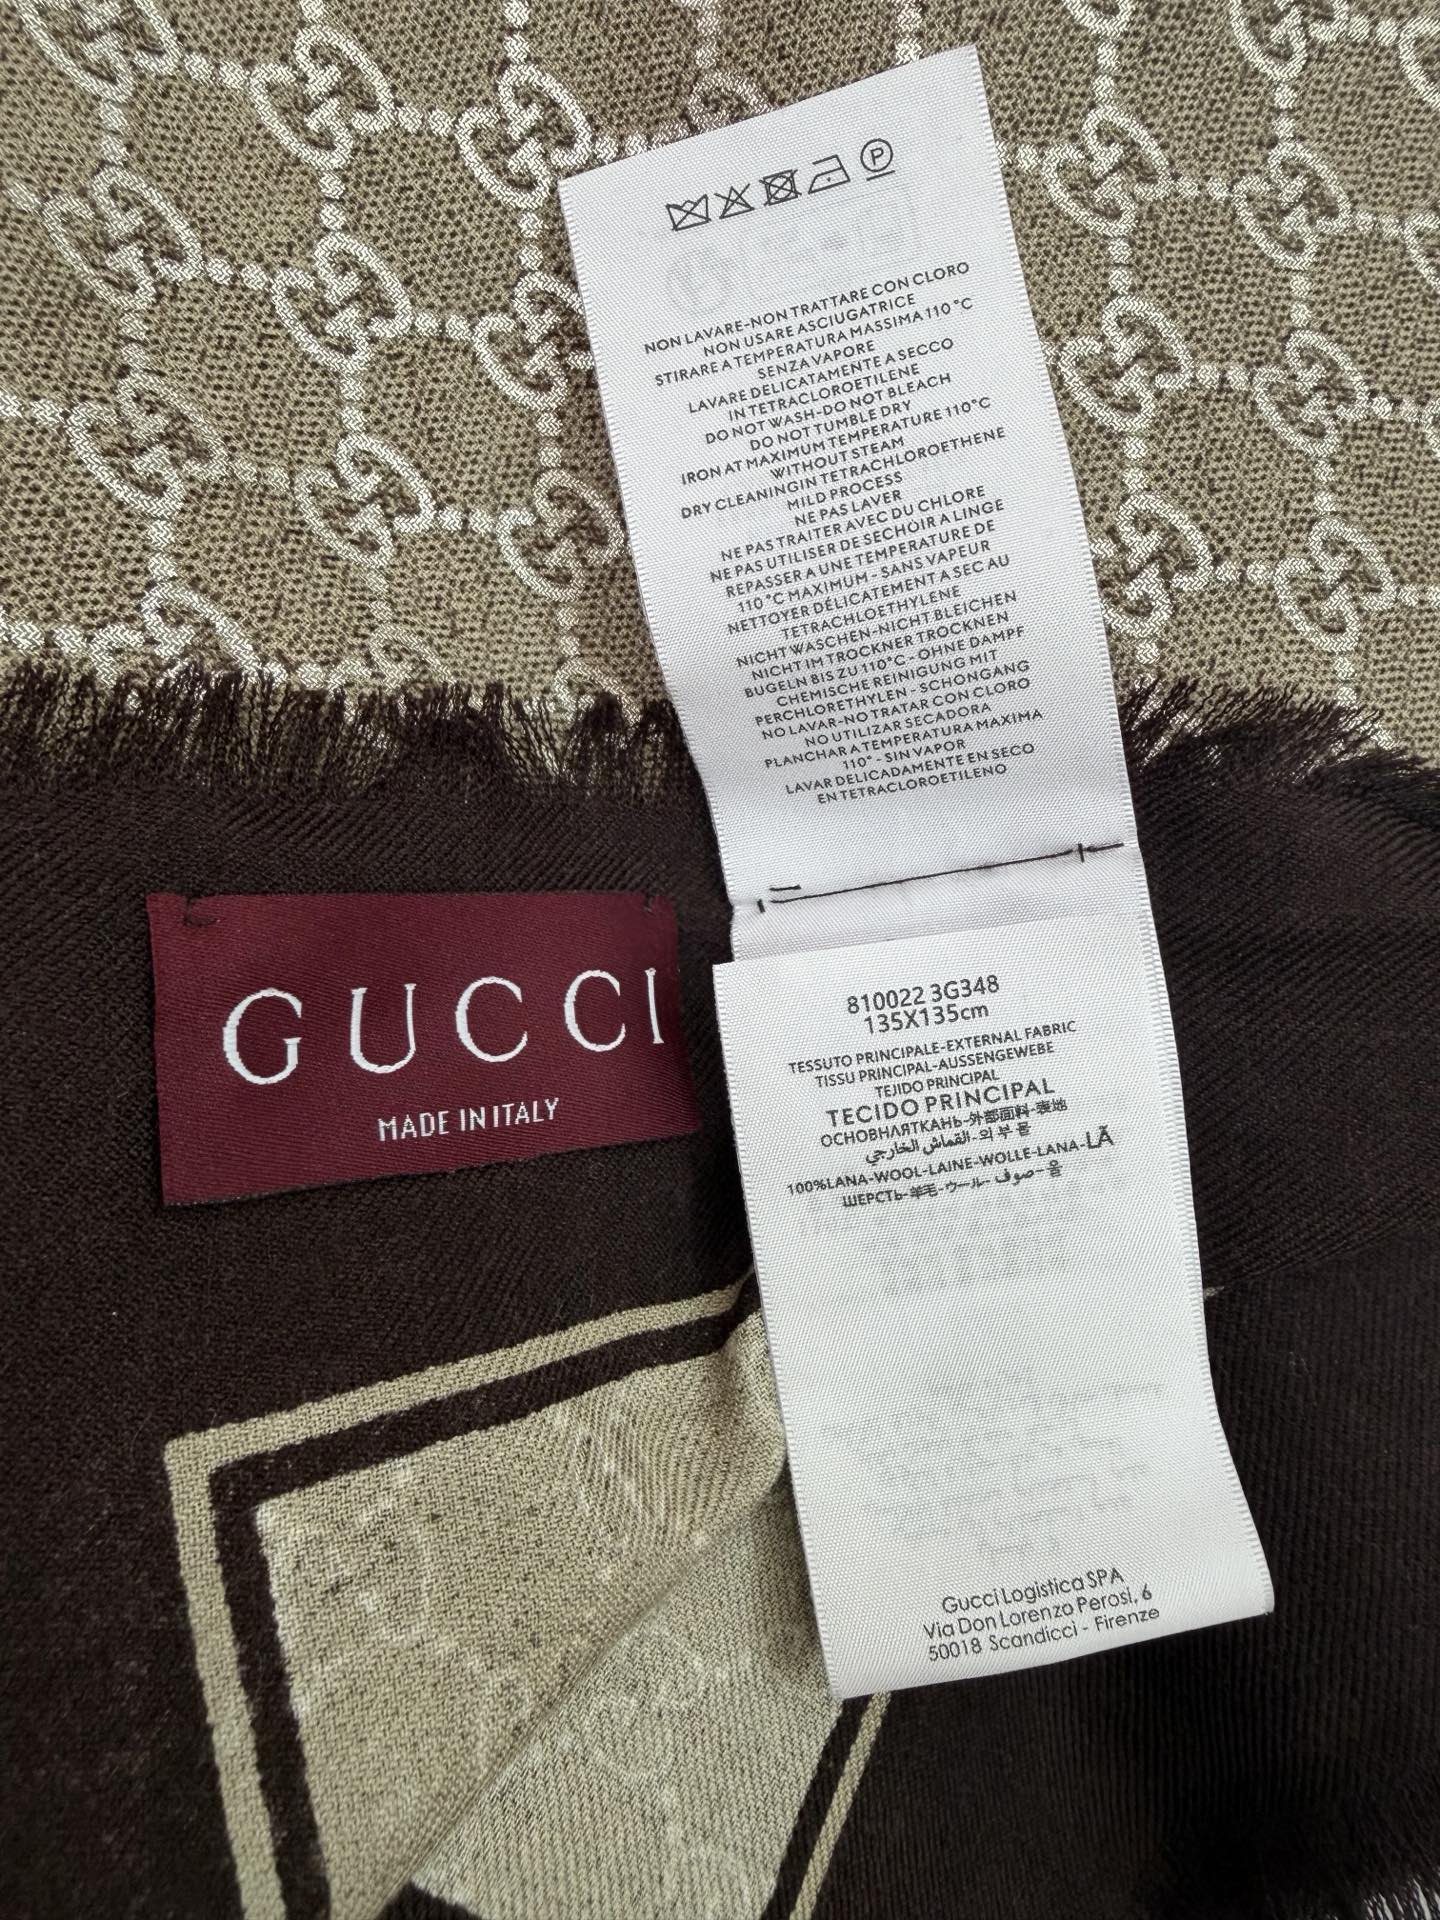 P
NON LAVARE-NON TRATTARE CON CLORO
NON USARE ASCIUGATRICE
STIRARE A TEMPERATURA MASSIMA 110 °C
SENZA VAPORE
LAVARE DELICATAMENTE A SECCO
IN TETRACLOROETILENE
DO NOT WASH-DO NOT BLEACH
DO NOT TUMBLE DRY
IRON AT MAXIMUM TEMPERATURE 110°C
WITHOUT STEAM
DRY CLEANINGIN TETRACHLOROETHENE
MILD PROCESS
NE PAS LAVER
NE PAS TRAITER AVEC DU CHLORE
NE PAS UTILISER DE SECHOIR A LINGE
REPASSER A UNE TEMPERATURE DE
110 °C MAXIMUM - SANS VAPEUR
NETTOYER DÉLICATEMENT A SEC AU
TETRACHLOETHYLENE
NICHT WASCHEN-NICHT BLEICHEN
NICHT IM TROCKNER TROCKNEN
BUGELN BIS ZU 110°C - OHNE DAMPF
CHEMISCHE REINIGUNG MIT
PERCHLORETHYLEN - SCHONGANG
NO LAVAR-NO TRATAR CON CLORO
NO UTILIZAR SECADORA
PLANCHAR A TEMPERATURA MAXIMA
110° - SIN VAPOR
LAVAR DELICADAMENTE EN SECO
EN TETRACLOROETILENO
GUCCI
MADE IN ITALY
810022 3G348
135X135cm
TESSUTO PRINCIPALE-EXTERNAL FABRIC
TISSU PRINCIPAL-AUSSENGEWEBE
TEJIDO PRINCIPAL
TECIDO PRINCIPAL
ОСНОВНАЯТКАНЬ-外部面料-表地
القماش الخارجي-외부 몰
100%LANA-WOOL-LAINE-WOLLE-LANA-LÃ
ШЕРСТЬ-羊毛-ウール-صوف-울
Gucci Logistica SPA
Via Don Lorenzo Perosi, 6
50018 Scandicci - Firenze